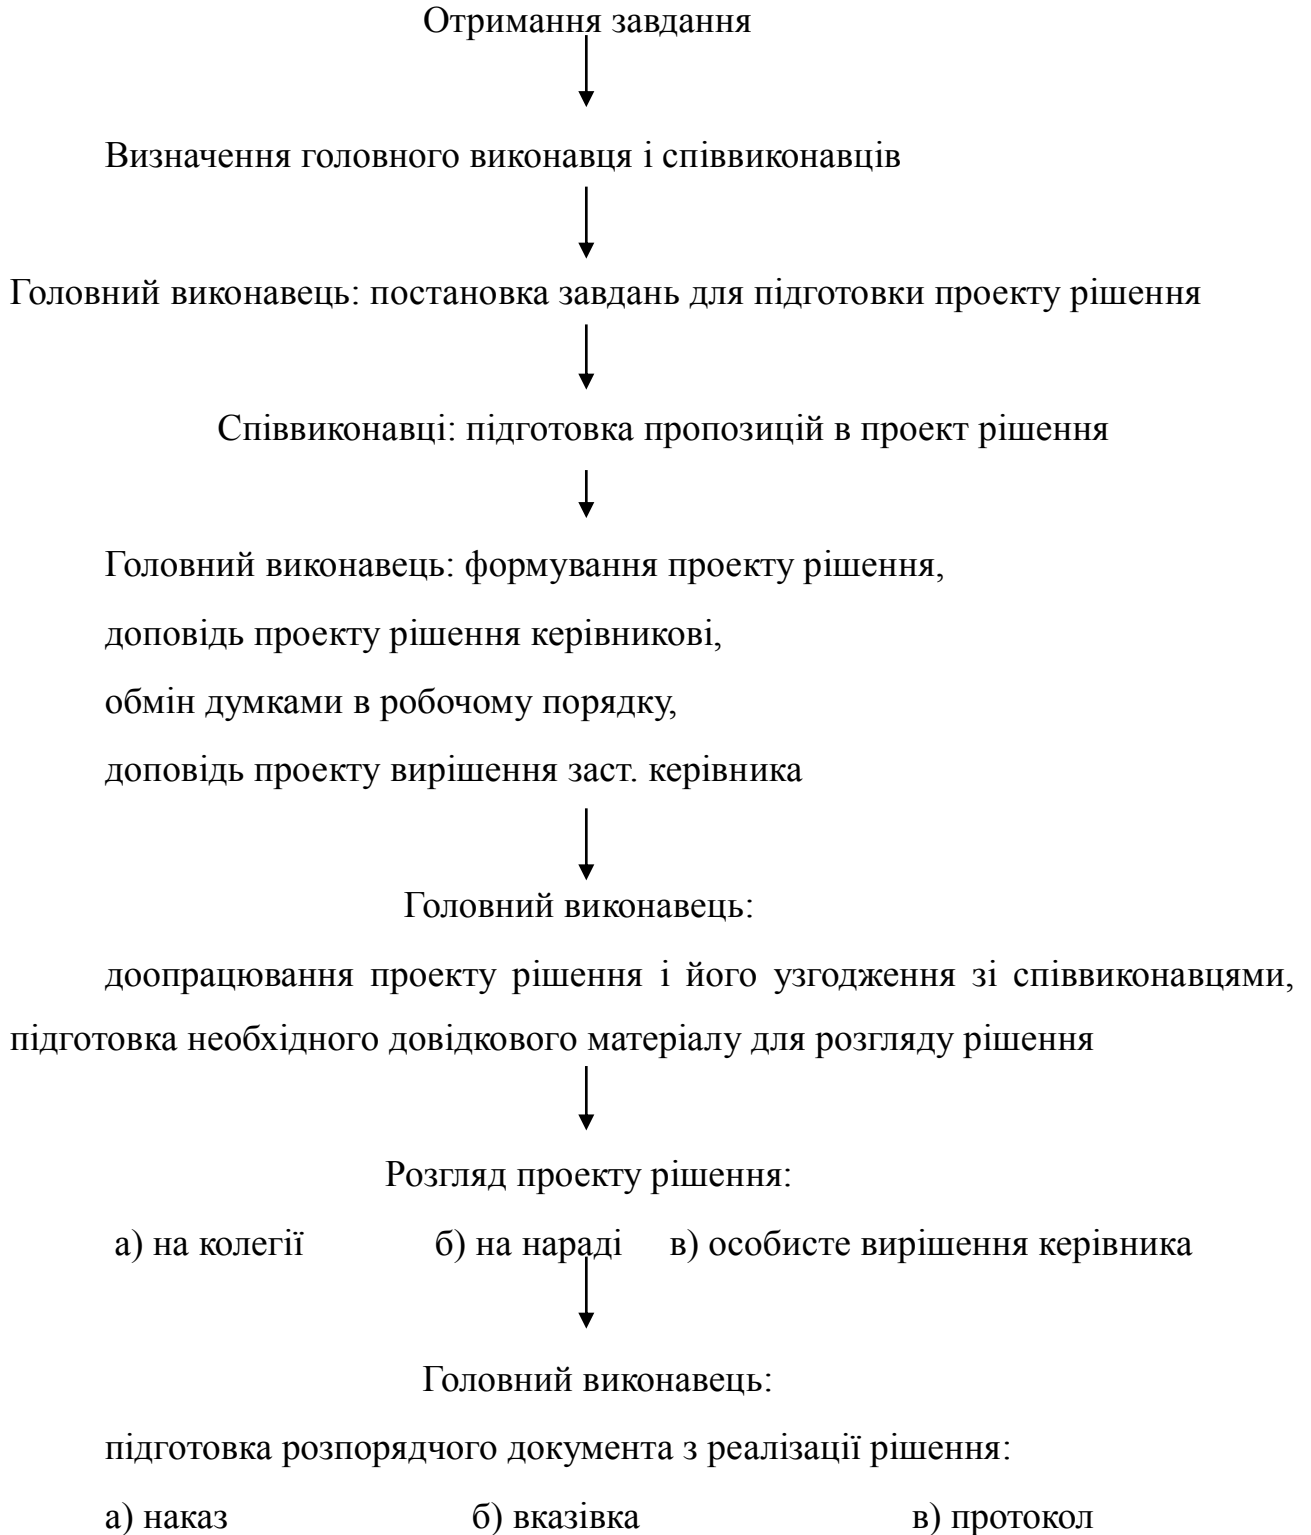 Отримання завдання
Визначення головного виконавця і співвиконавців
Головний виконавець: постановка завдань для підготовки проекту рішення
Співвиконавці: підготовка пропозицій в проект рішення
Головний виконавець: формування проекту рішення,
доповідь проекту рішення керівникові,
обмін думками в робочому порядку,
доповідь проекту вирішення заст. керівника
Головний виконавець:
доопрацювання проекту рішення і його узгодження зі співвиконавцями,
підготовка необхідного довідкового матеріалу для розгляду рішення
Розгляд проекту рішення:
а) на колегії б) на нараді в) особисте вирішення керівника
Головний виконавець:
підготовка розпорядчого документа з реалізації рішення:
а) наказ б) вказівка в) протокол